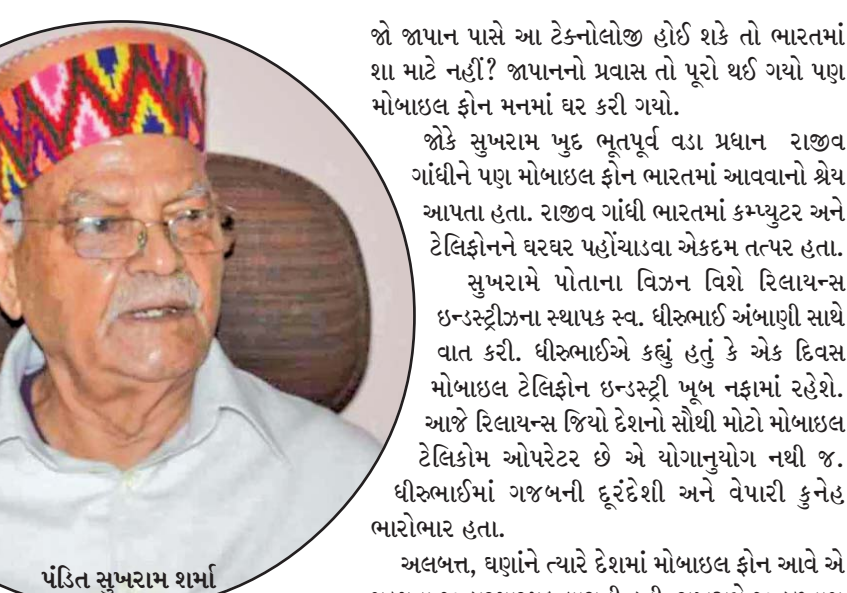 જો જાપાન પાસે આ ટેક્નોલોજી હોઈ શકે તો ભારતમાં
શા માટે નહીં? જાપાનનો પ્રવાસ તો પૂરો થઈ ગયો પણ
મોબાઇલ ફોન મનમાં ઘર કરી ગયો.
જોકે સુખરામ ખુદ ભૂતપૂર્વ વડા પ્રધાન રાજીવ
ગાંધીને પણ મોબાઇલ ફોન ભારતમાં આવવાનો શ્રેય
આપતા હતા. રાજીવ ગાંધી ભારતમાં કમ્પ્યુટર અને
ટેલિફોનને ઘરઘર પહોંચાડવા એકદમ તત્પર હતા.
સુખરામે પોતાના વિઝન વિશે રિલાયન્સ
ઇન્ડસ્ટ્રીઝના સ્થાપક સ્વ. ધીરુભાઈ અંબાણી સાથે
વાત કરી. ધીરુભાઈએ કહ્યું હતું કે એક દિવસ
મોબાઇલ ટેલિફોન ઇન્ડસ્ટ્રી ખૂબ નફામાં રહેશે.
આજે રિલાયન્સ જિયો દેશનો સૌથી મોટો મોબાઇલ
ટેલિકોમ ઓપરેટર છે એ યોગાનુયોગ નથી જ.
ધીરુભાઈમાં ગજબની દૂરંદેશી અને વેપારી કુનેહ
ભારોભાર હતા.
અલબત્ત, ઘણાંને ત્યારે દેશમાં મોબાઇલ ફોન આવે એ
પંડિત સુખરામ શર્મા